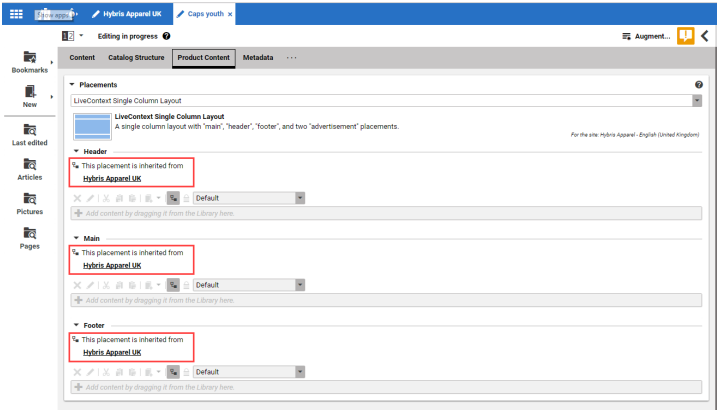 Show apps
Hybris Apparel UK
Caps youth ×
Editing in progress
Augment...
Content Catalog Structure Product Content Metadata ···
Bookmarks
New
Last edited
Articles
Pictures
Pages
Placements
LiveContext Single Column Layout
LiveContext Single Column Layout
A single column layout with "main", "header", "footer", and two "advertisement" placements.
For the site: Hybris Apparel - English (United Kingdom)
Header
This placement is inherited from
Hybris Apparel UK
Default
Add content by dragging it from the Library here.
Main
This placement is inherited from
Hybris Apparel UK
Default
Add content by dragging it from the Library here.
Footer
This placement is inherited from
Hybris Apparel UK
Default
Add content by dragging it from the Library here.